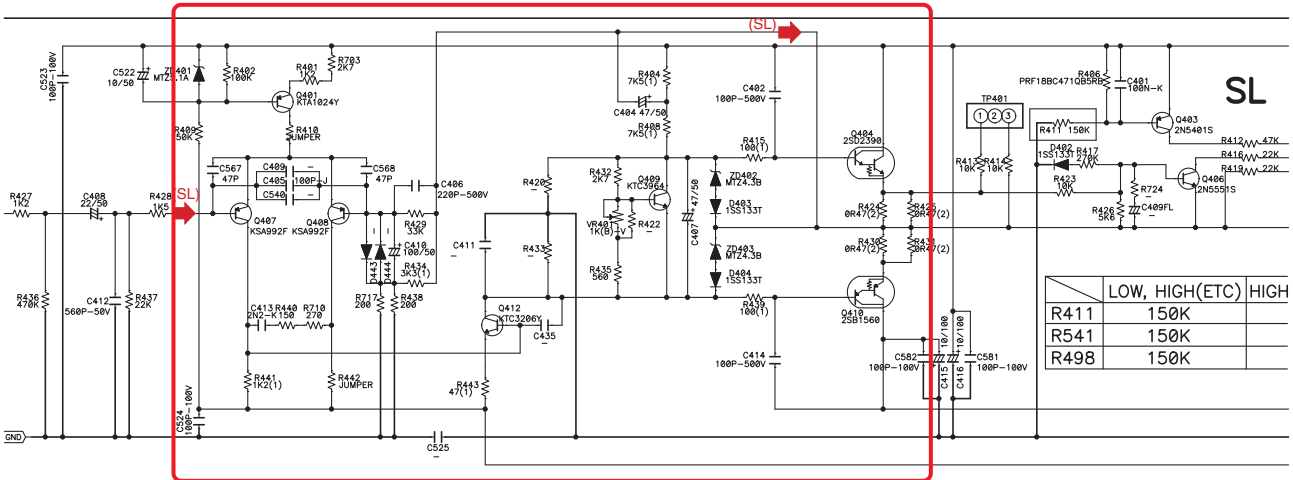 (SL)
C523
100P-100V
C522
10/50
ZD401
MTZ9.1A
R402
100K
R401
1K2
R703
2K7
Q401
KTA1024Y
R409
50K
R410
JUMPER
C567
47P
C409
C405
C540
100P-J
-
-
C568
47P
R427
1K2
C408
22/50
R428
1K5
(SL)
Q407
KSA992F
Q408
KSA992F
R429
33K
C406
220P-500V
D443
-
D444
-
C410
100/50
R434
3K3(1)
R436
470K
C412
560P-50V
R437
22K
C413
2N2-K
R440
150
R710
270
R717
200
R438
200
R441
1K2(1)
R442
JUMPER
C524
100P-100V
GND
C525
-
C411
-
Q412
KTC3206Y
C435
-
R443
47(1)
R420
-
R433
-
R404
7K5(1)
C404 47/50
R408
7K5(1)
R432
2K7
Q409
KTC3964
VR401
1K(B)-V
R422
-
R435
560
C407
47/50
ZD402
MTZ4.3B
D403
1SS133T
ZD403
MTZ4.3B
D404
1SS133T
C402
100P-500V
R415
100(1)
R439
100(1)
C414
100P-500V
Q404
2SD2390
R424
0R47(2)
R425
0R47(2)
R430
0R47(2)
R431
0R47(2)
Q410
2SB1560
C582
100P-100V
C415
10/100
C416
10/100
C581
100P-100V
TP401
1 2 3
R413
10K
R414
10K
R406
PRF18BC471QB5RB
C401
100N-K
R411 150K
D402
1SS133T
R417
270K
R423
10K
R426
5K6
R724
-
C409FL
-
Q403
2N5401S
Q406
2N5551S
SL
R412 47K
R416 22K
R419 22K
LOW, HIGH(ETC) HIGH
R411 150K
R541 150K
R498 150K